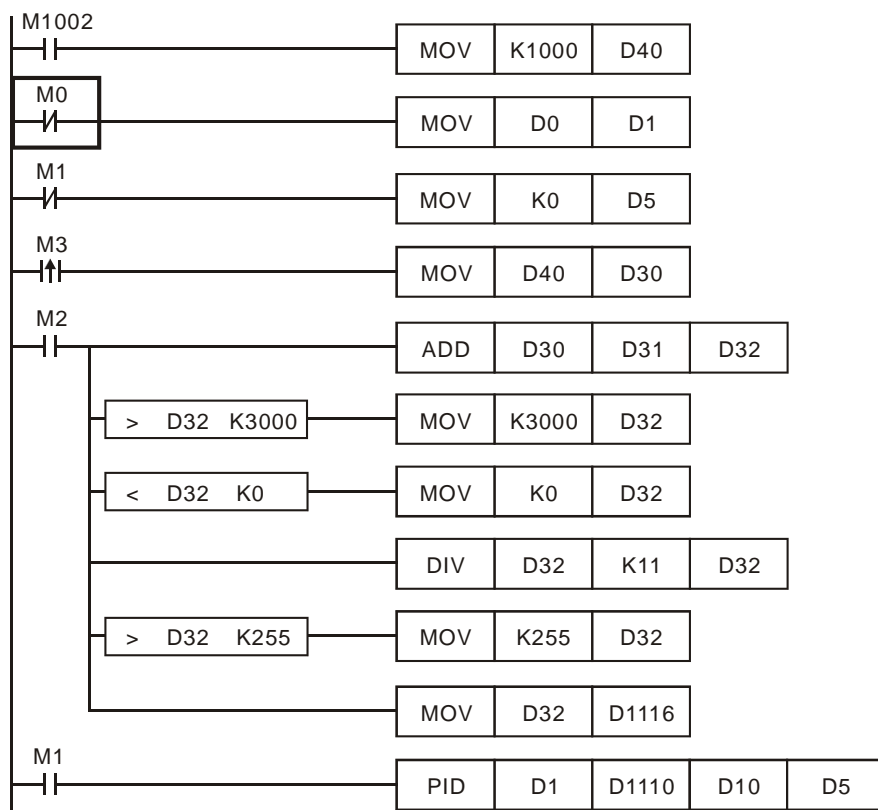 M1002
MOV K1000 D40
M0
MOV D0 D1
M1
MOV K0 D5
M3
MOV D40 D30
M2
ADD D30 D31 D32
> D32 K3000 MOV K3000 D32
< D32 K0 MOV K0 D32
DIV D32 K11 D32
> D32 K255 MOV K255 D32
MOV D32 D1116
M1
PID D1 D1110 D10 D5